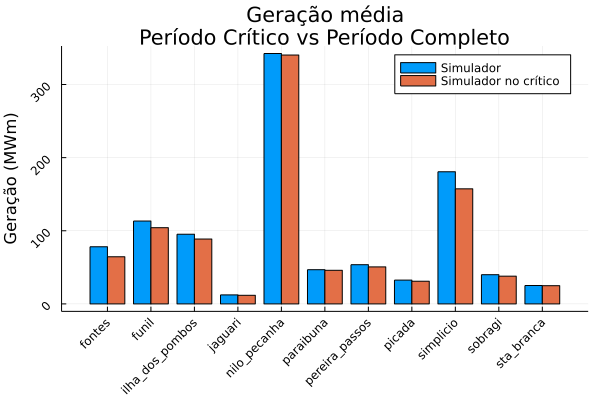 Geração média
Período Crítico vs Período Completo
Simulador
Simulador no crítico
Geração (MWm)
300
200
100
0
fontes
funil
ilha_dos_pombos
jaguari
nilo_pecanha
paraibuna
pereira_passos
picada
simplicio
sobragi
sta_branca